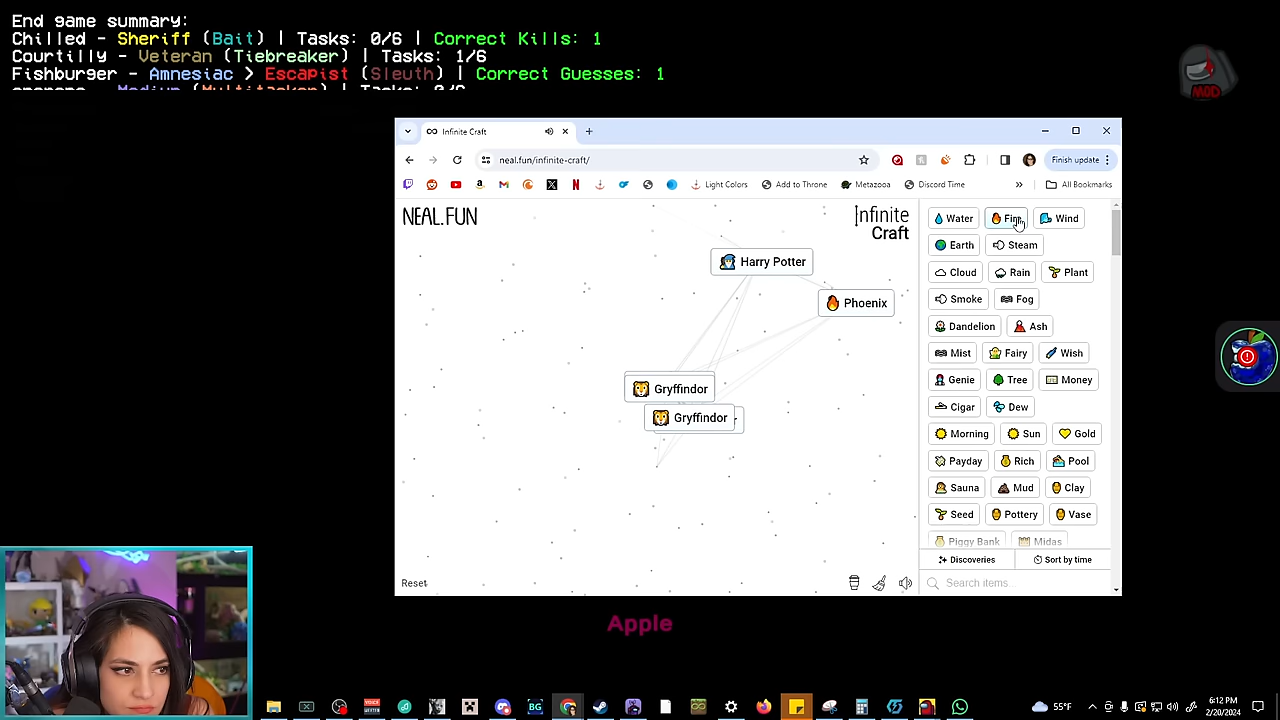 End game summary:
Chilled - Sheriff (Bait) | Tasks: 0/6 | Correct Kills: 1
Courtilly - Veteran (Tiebreaker) | Tasks: 1/6
Fishburger - Amnesiac > Escapist (Sleuth) | Correct Guesses: 1
MOD
Infinite Craft
neal.fun/infinite-craft/
Finish update
Light Colors
Add to Throne
Metazooa
Discord Time
»
All Bookmarks
NEAL.FUN
Infinite
Craft
Harry Potter
Phoenix
Gryffindor
Gryffindor
Reset
Water
Fire
Wind
Earth
Steam
Cloud
Rain
Plant
Smoke
Fog
Dandelion
Ash
Mist
Fairy
Wish
Genie
Tree
Money
Cigar
Dew
Morning
Sun
Gold
Payday
Rich
Pool
Sauna
Mud
Clay
Seed
Pottery
Vase
Piggy Bank
Midas
Discoveries
Sort by time
Search items...
Apple
BG
55°
6:12 PM
2/20/2024